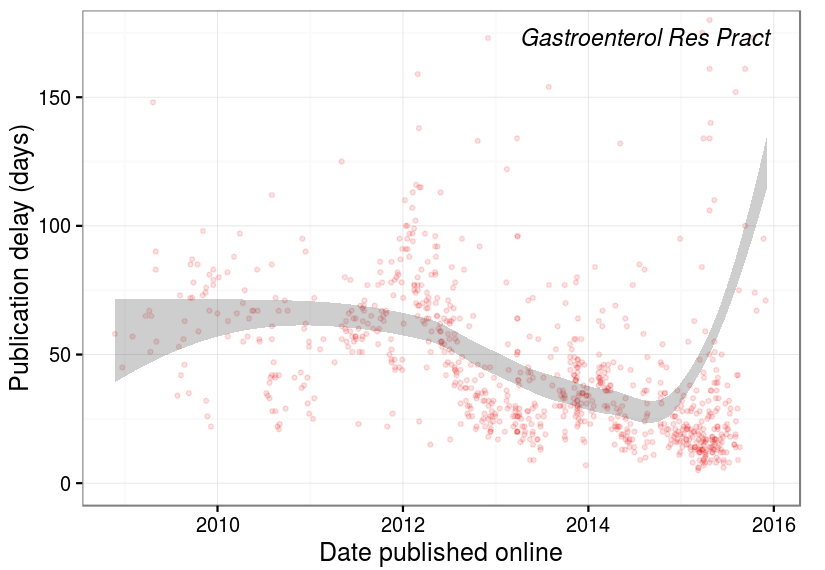 Gastroenterol Res Pract
Publication delay (days)
150
100
50
0
2010 2012 2014 2016
Date published online